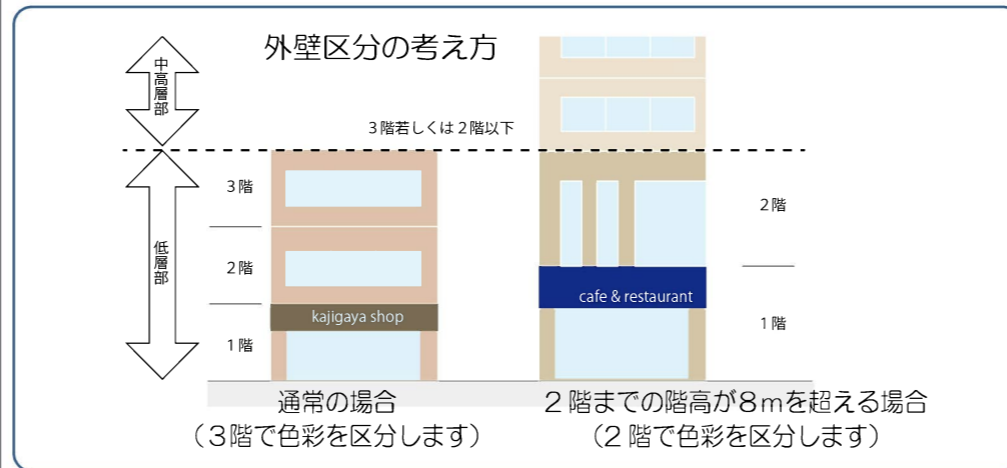 外壁区分の考え方
中高層部
3階若しくは2階以下
低層部
3階
2階
1階
kajigaya shop
2階
cafe & restaurant
1階
通常の場合
（3階で色彩を区分します）
2階までの階高が8mを超える場合
（2階で色彩を区分します）